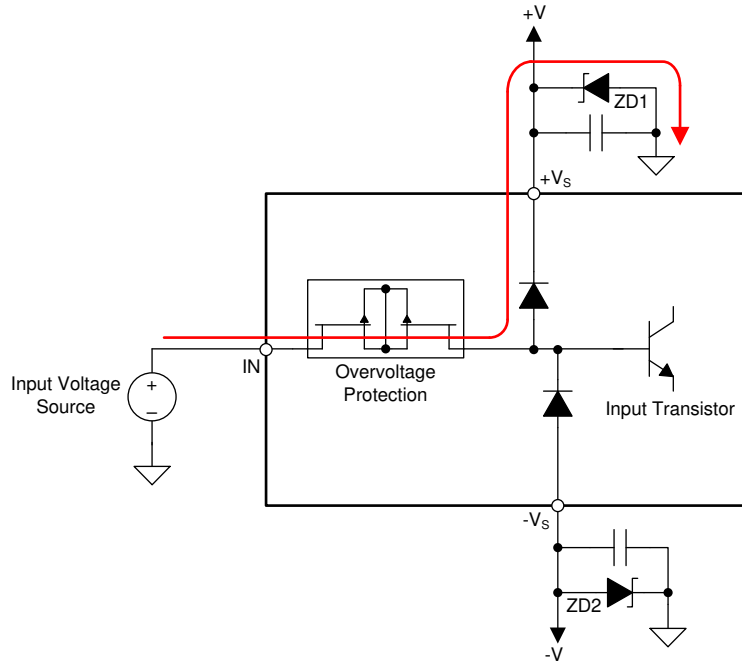 +V
ZD1
+VS
IN
Overvoltage
Protection
Input Voltage
Source
+
−
Input Transistor
-VS
ZD2
-V